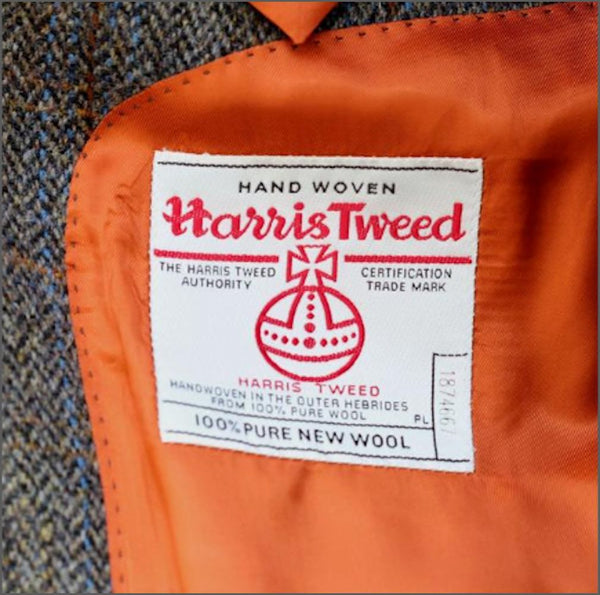 HAND WOVEN
Harris Tweed
THE HARRIS TWEED AUTHORITY
CERTIFICATION TRADE MARK
HARRIS TWEED
HANDWOVEN IN THE OUTER HEBRIDES
FROM 100% PURE WOOL
PL
100% PURE NEW WOOL